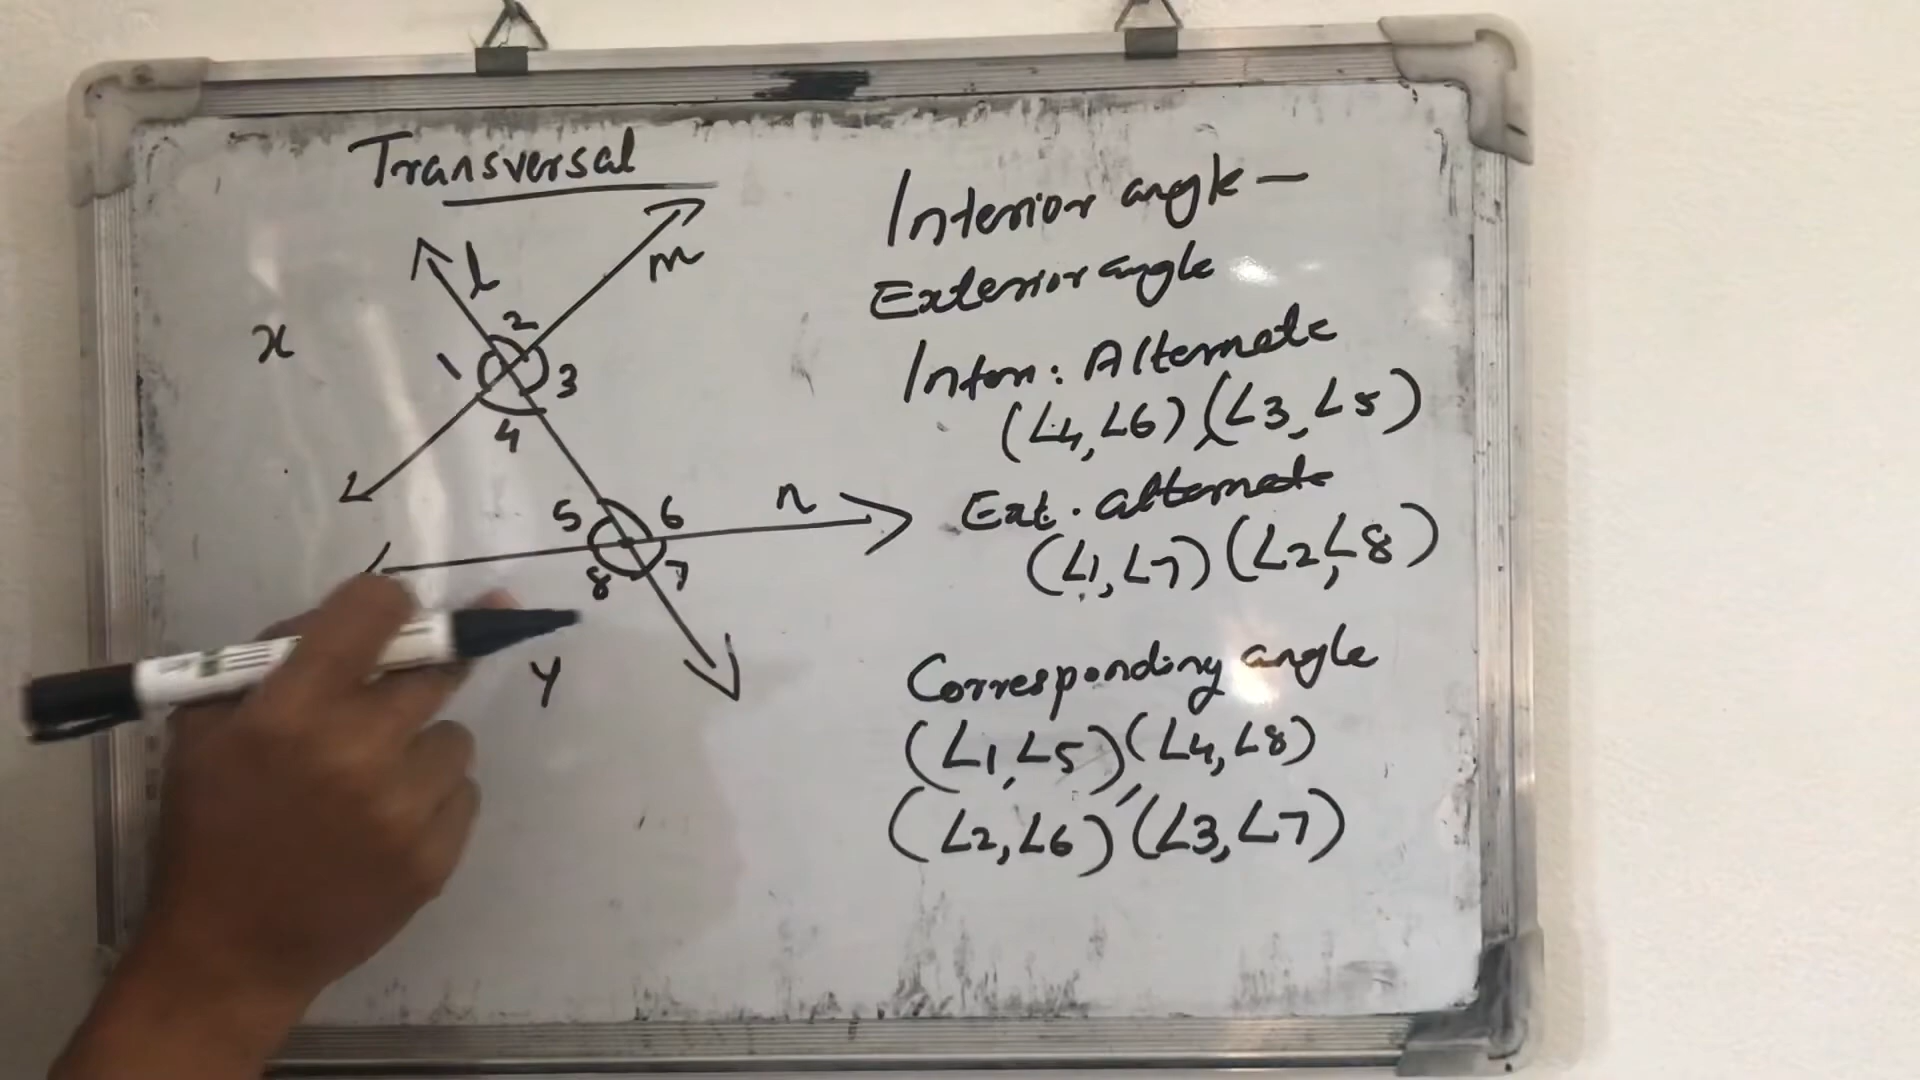 Transversal
l
m
x
2
1
3
4
n
5 6
8 7
y
Interior angle –
Exterior angle
Intern: Alternate
(∠4, ∠6), (∠3, ∠5)
Ext. alternate
(∠1, ∠7) (∠2, ∠8)
Corresponding angle
(∠1, ∠5), (∠4, ∠8)
(∠2, ∠6), (∠3, ∠7)